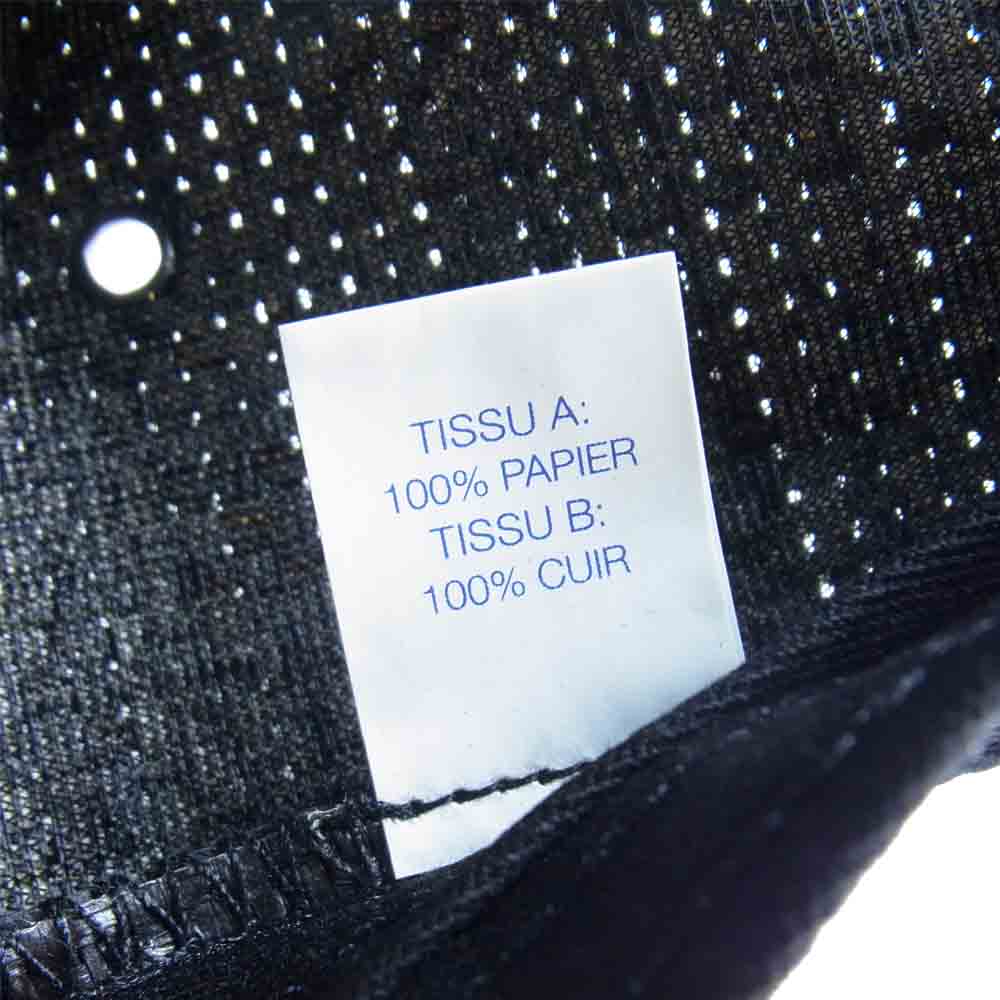 TISSU A:
100% PAPIER
TISSU B:
100% CUIR